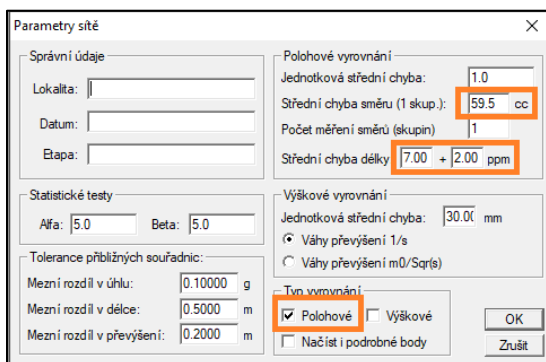 Parametry sítě
Správní údaje
Lokalita:
Datum:
Etapa:
Statistické testy
Alfa: 5.0 Beta: 5.0
Tolerance přibližných souřadnic:
Mezní rozdíl v úhlu: 0.10000 g
Mezní rozdíl v délce: 0.5000 m
Mezní rozdíl v převýšení: 0.2000 m
Polohové vyrovnání
Jednotková střední chyba: 1.0
Střední chyba směru (1 skup.): 59.5 cc
Počet měření směrů (skupin) 1
Střední chyba délky 7.00 + 2.00 ppm
Výškové vyrovnání
Jednotková střední chyba: 30.00 mm
Váhy převýšení 1/s
Váhy převýšení m0/Sqr(s)
Typ vyrovnání
Polohové Výškové
Načíst i podrobné body
OK
Zrušit